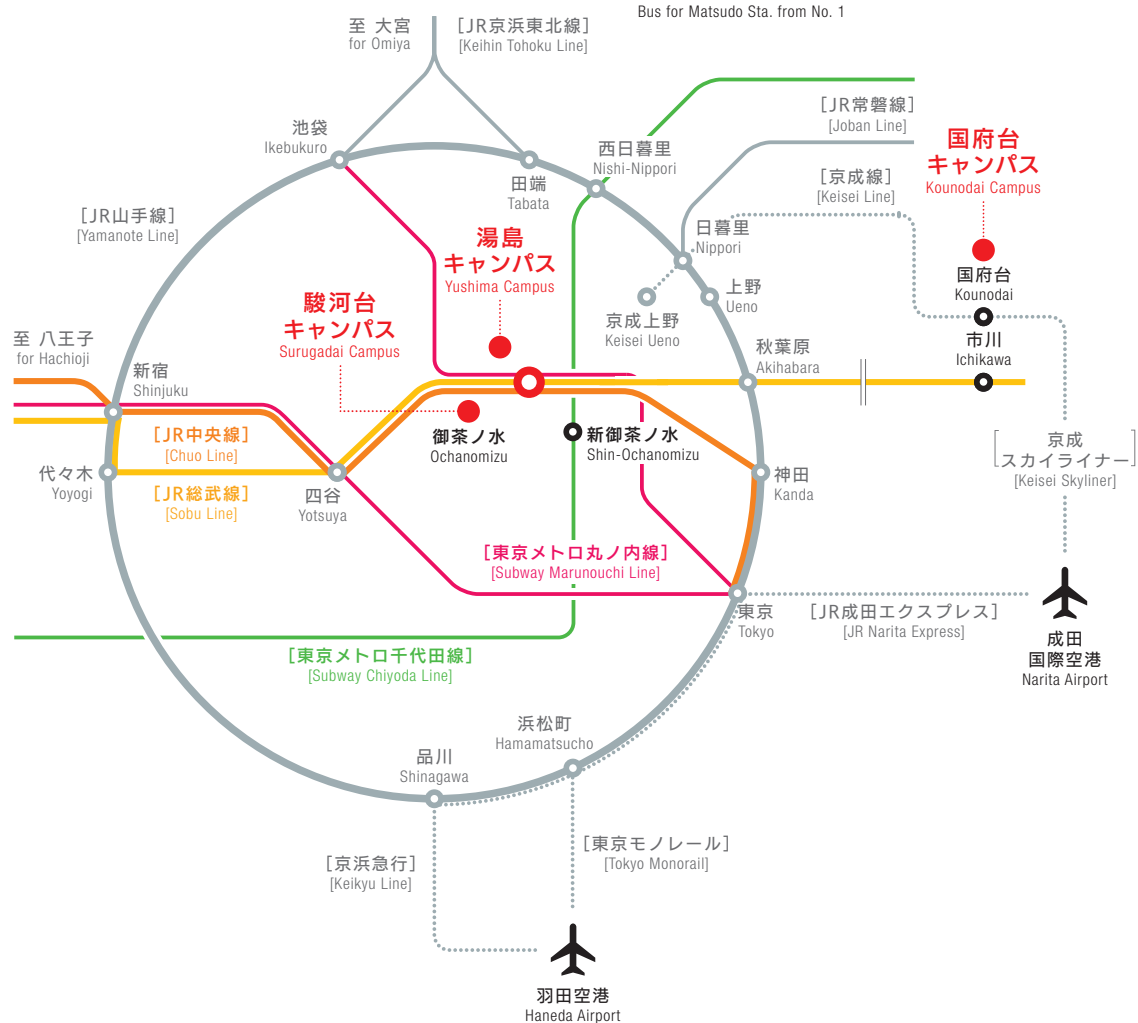 Bus for Matsudo Sta. from No. 1
至 大宮
for Omiya
［JR京浜東北線］
[Keihin Tohoku Line]
［JR常磐線］
[Joban Line]
池袋
Ikebukuro
田端
Tabata
西日暮里
Nishi-Nippori
国府台
キャンパス
Kounodai Campus
［京成線］
[Keisei Line]
［JR山手線］
[Yamanote Line]
湯島
キャンパス
Yushima Campus
日暮里
Nippori
上野
Ueno
国府台
Kounodai
駿河台
キャンパス
Surugadai Campus
京成上野
Keisei Ueno
至 八王子
for Hachioji
新宿
Shinjuku
秋葉原
Akihabara
市川
Ichikawa
［JR中央線］
[Chuo Line]
御茶ノ水
Ochanomizu
新御茶ノ水
Shin-Ochanomizu
京成
スカイライナー
[Keisei Skyliner]
代々木
Yoyogi
［JR総武線］
[Sobu Line]
四谷
Yotsuya
神田
Kanda
［東京メトロ丸ノ内線］
[Subway Marunouchi Line]
東京
Tokyo
［JR成田エクスプレス］
[JR Narita Express]
成田
国際空港
Narita Airport
［東京メトロ千代田線］
[Subway Chiyoda Line]
浜松町
Hamamatsucho
品川
Shinagawa
［東京モノレール］
[Tokyo Monorail]
［京浜急行］
[Keikyu Line]
羽田空港
Haneda Airport